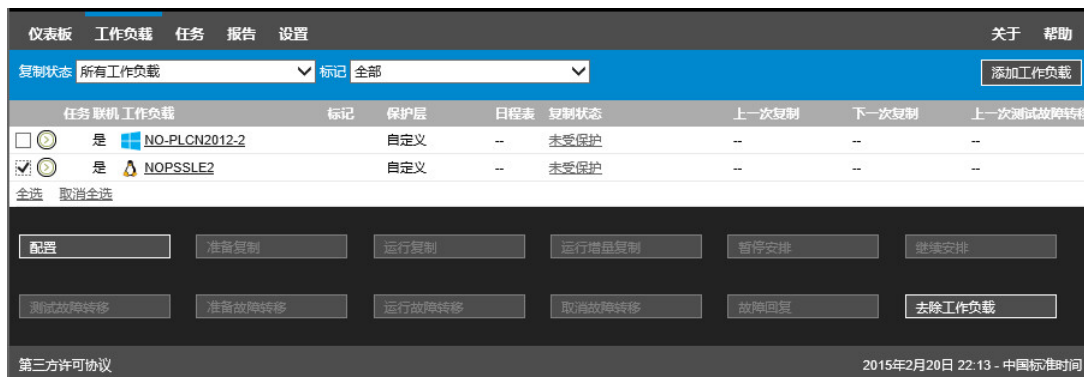 仪表板 工作负载 任务 报告 设置 关于 帮助
复制状态 所有工作负载 标记 全部 添加工作负载
任务 联机 工作负载 标记 保护层 日程表 复制状态 上一次复制 下一次复制 上一次测试故障转移
是 NO-PLCN2012-2 自定义 -- 未受保护 -- -- --
是 NOPSSLE2 自定义 -- 未受保护 -- -- --
全选 取消全选
配置 准备复制 运行复制 运行增量复制 暂停安排 继续安排
测试故障转移 准备故障转移 运行故障转移 取消故障转移 故障回复 去除工作负载
第三方许可协议 2015年2月20日 22:13 - 中国标准时间